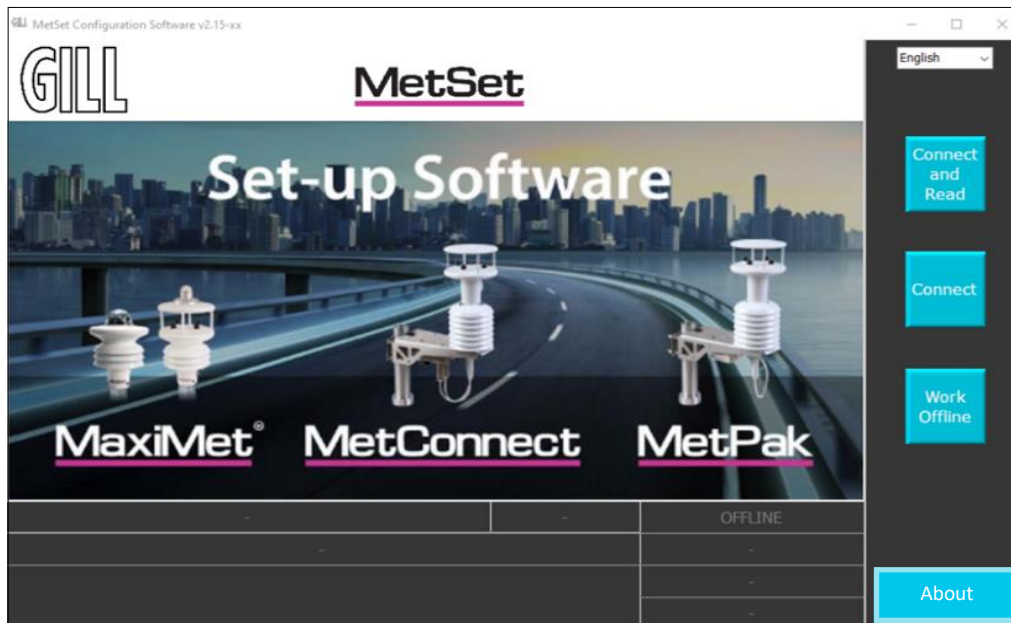 GILL MetSet Configuration Software v2.15-xx
English
GILL
MetSet
Set-up Software
Connect
and
Read
Connect
Work
Offline
MaxiMet®
MetConnect
MetPak
- - OFFLINE
- -
-
-
About